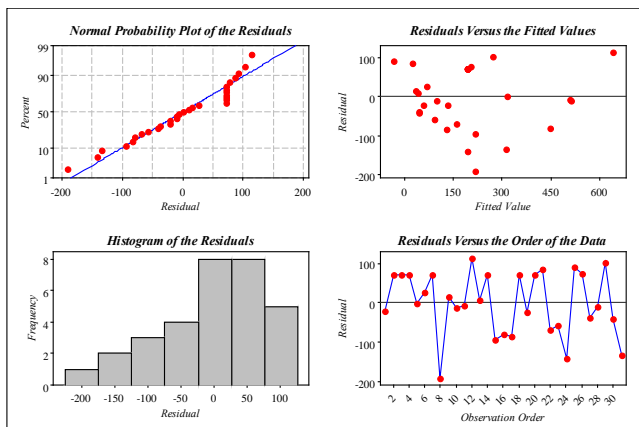 Normal Probability Plot of the Residuals
99
90
50
10
1
Percent
-200 -100 0 100 200
Residual
Residuals Versus the Fitted Values
100
0
-100
-200
Residual
0 150 300 450 600
Fitted Value
Histogram of the Residuals
8
6
4
2
0
Frequency
-200 -150 -100 -50 0 50 100
Residual
Residuals Versus the Order of the Data
100
0
-100
-200
Residual
2 4 6 8 10 12 14 16 18 20 22 24 26 28 30
Observation Order